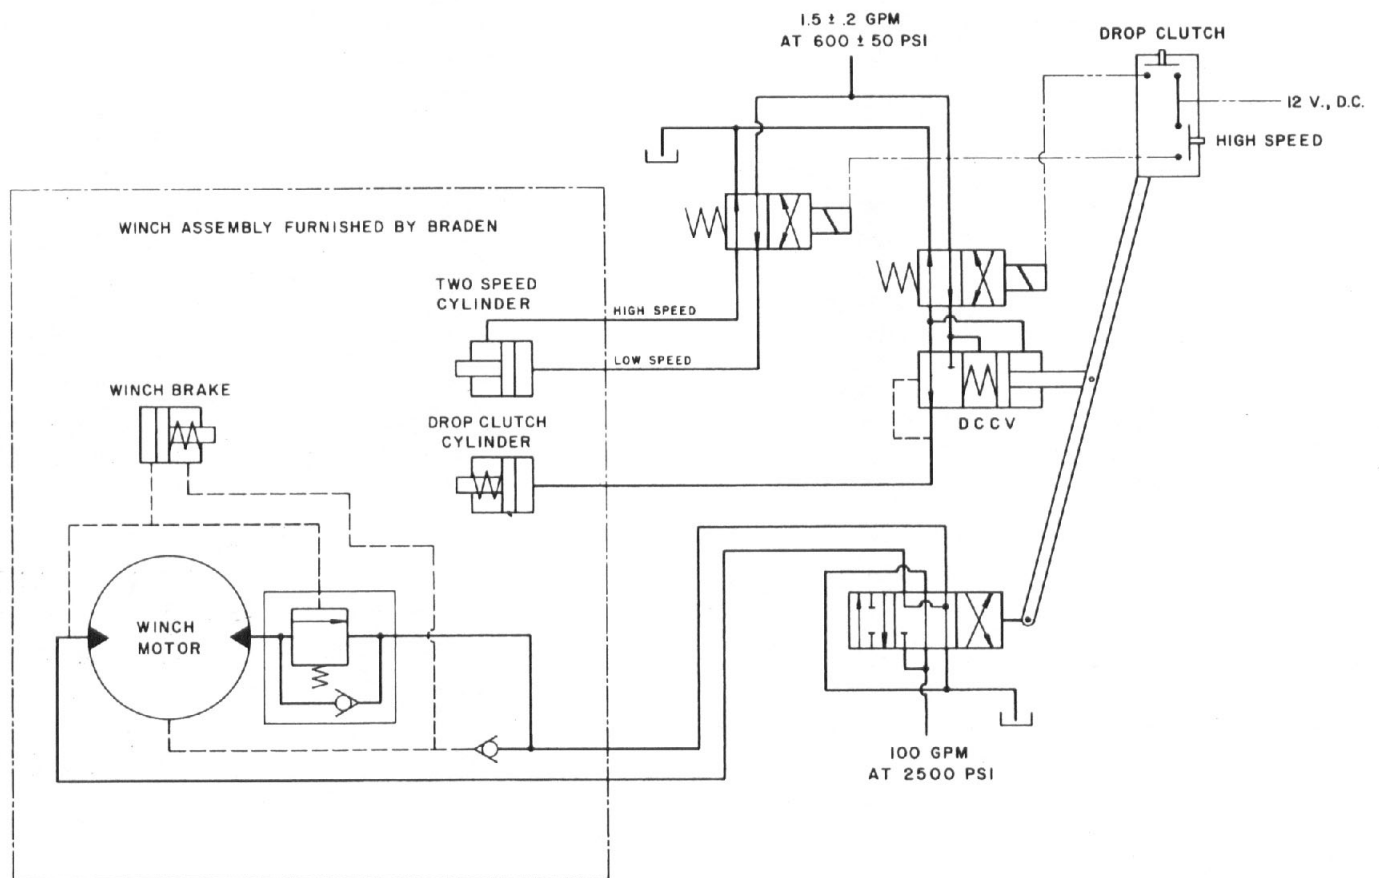 1.5 ± .2 GPM
AT 600 ± 50 PSI
DROP CLUTCH
12 V., D.C.
HIGH SPEED
WINCH ASSEMBLY FURNISHED BY BRADEN
TWO SPEED
CYLINDER
HIGH SPEED
LOW SPEED
WINCH BRAKE
DROP CLUTCH
CYLINDER
DCCV
WINCH
MOTOR
100 GPM
AT 2500 PSI